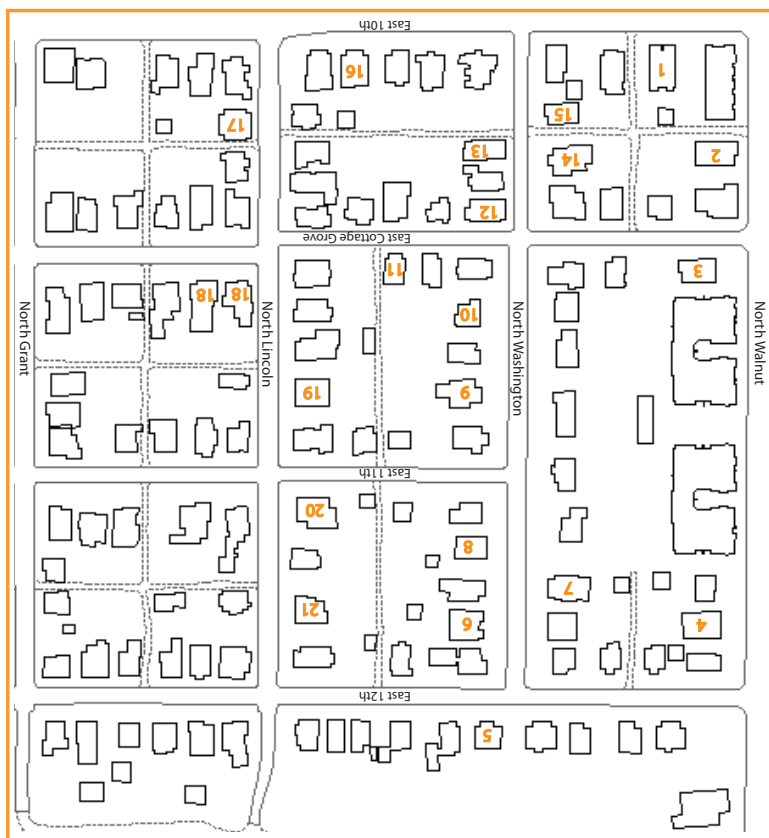 East 10th
16
1
15
17
13
14
2
12
East Cottage Grove
11
3
18
18
10
North Grant
North Lincoln
North Washington
North Walnut
19
9
East 11th
20
8
7
21
6
4
East 12th
5